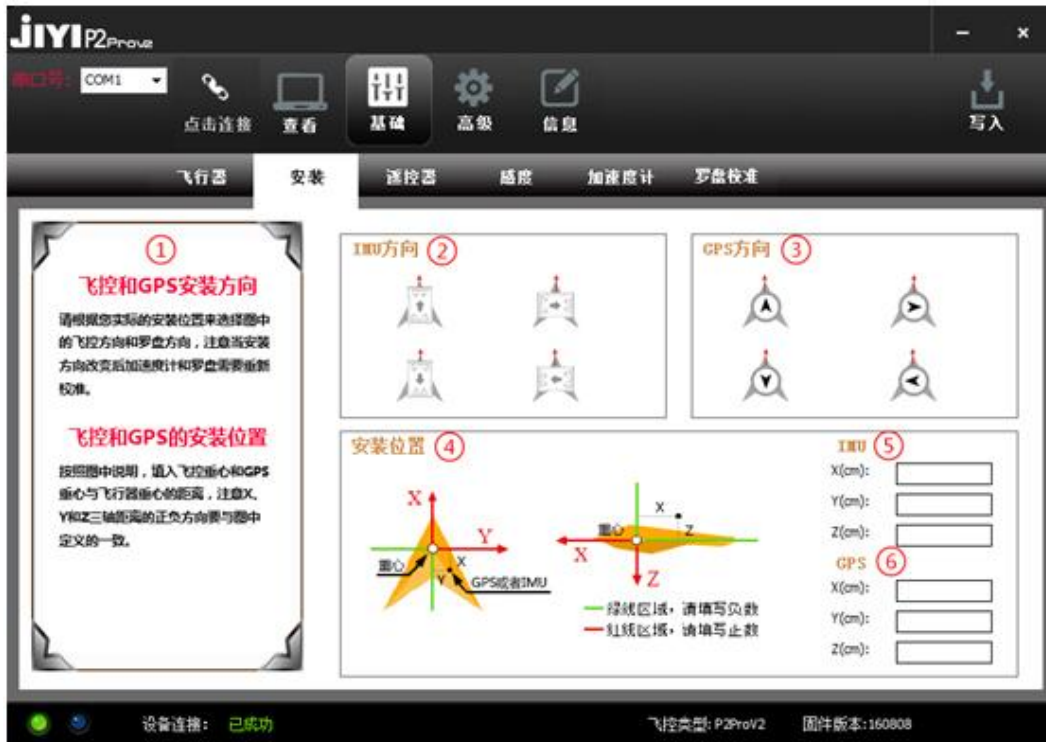 JIYI P2ProV2
串口号: COM1
点击连接
查看
基础
高级
信息
写入
飞行器
安装
遥控器
感度
加速度计
罗盘校准
①
飞控和GPS安装方向
请根据您实际的安装位置来选择图中
的飞控方向和罗盘方向，注意当安装
方向改变后加速度计和罗盘需要重新
校准。
飞控和GPS的安装位置
按照图中说明，填入飞控重心和GPS
重心与飞行器重心的距离，注意X、
Y和Z三轴距离的正负方向要与图中
定义的一致。
IMU方向 ②
GPS方向 ③
安装位置 ④
X
Y
重心
Y
X
GPS或者IMU
X
重心
Z
X
Z
绿线区域，请填写负数
红线区域，请填写正数
IMU ⑤
X(cm):
Y(cm):
Z(cm):
GPS ⑥
X(cm):
Y(cm):
Z(cm):
设备连接: 已成功
飞控类型: P2ProV2
固件版本:160808